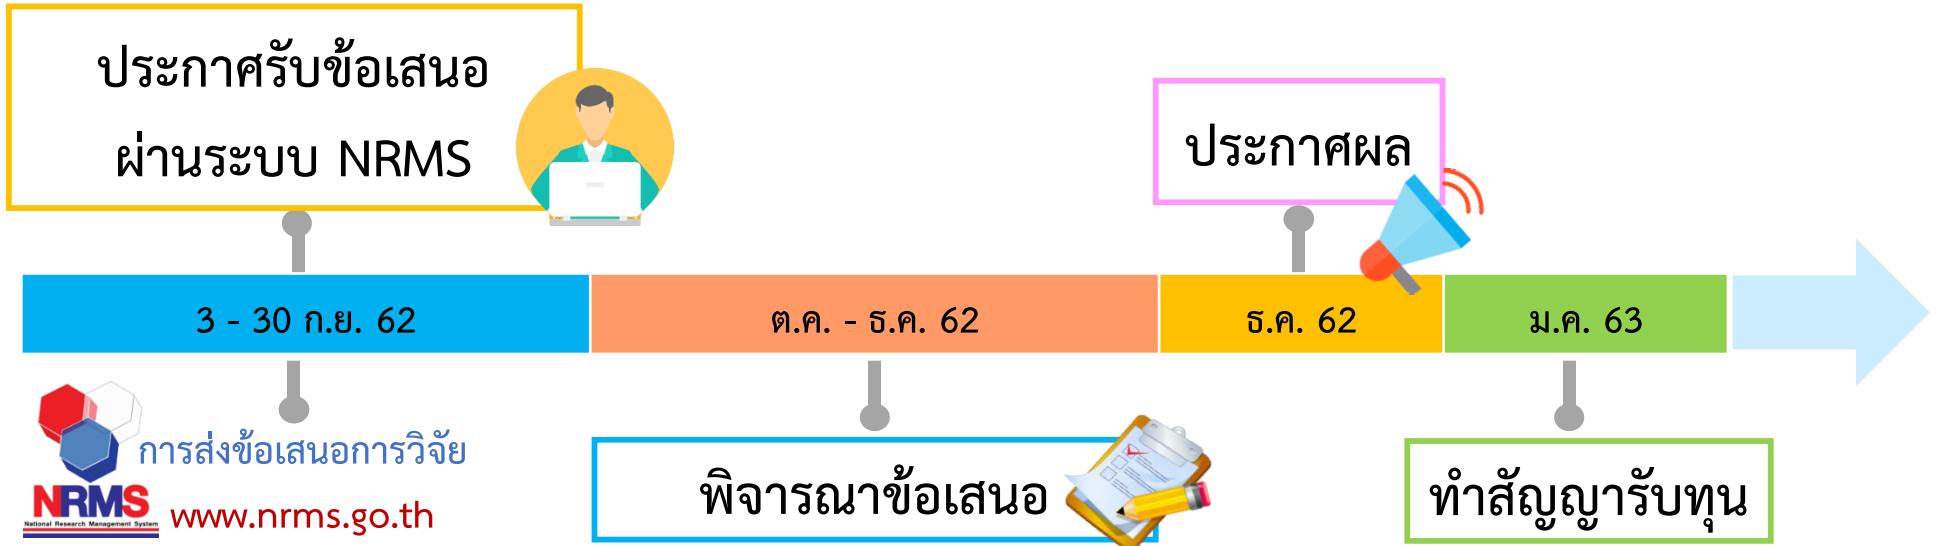 ประกาศรับข้อเสนอ
ผ่านระบบ NRMS
ประกาศผล
3 - 30 ก.ย. 62
ต.ค. - ธ.ค. 62
ธ.ค. 62
ม.ค. 63
การส่งข้อเสนอการวิจัย
NRMS
National Research Management System
www.nrms.go.th
พิจารณาข้อเสนอ
ทำสัญญารับทุน